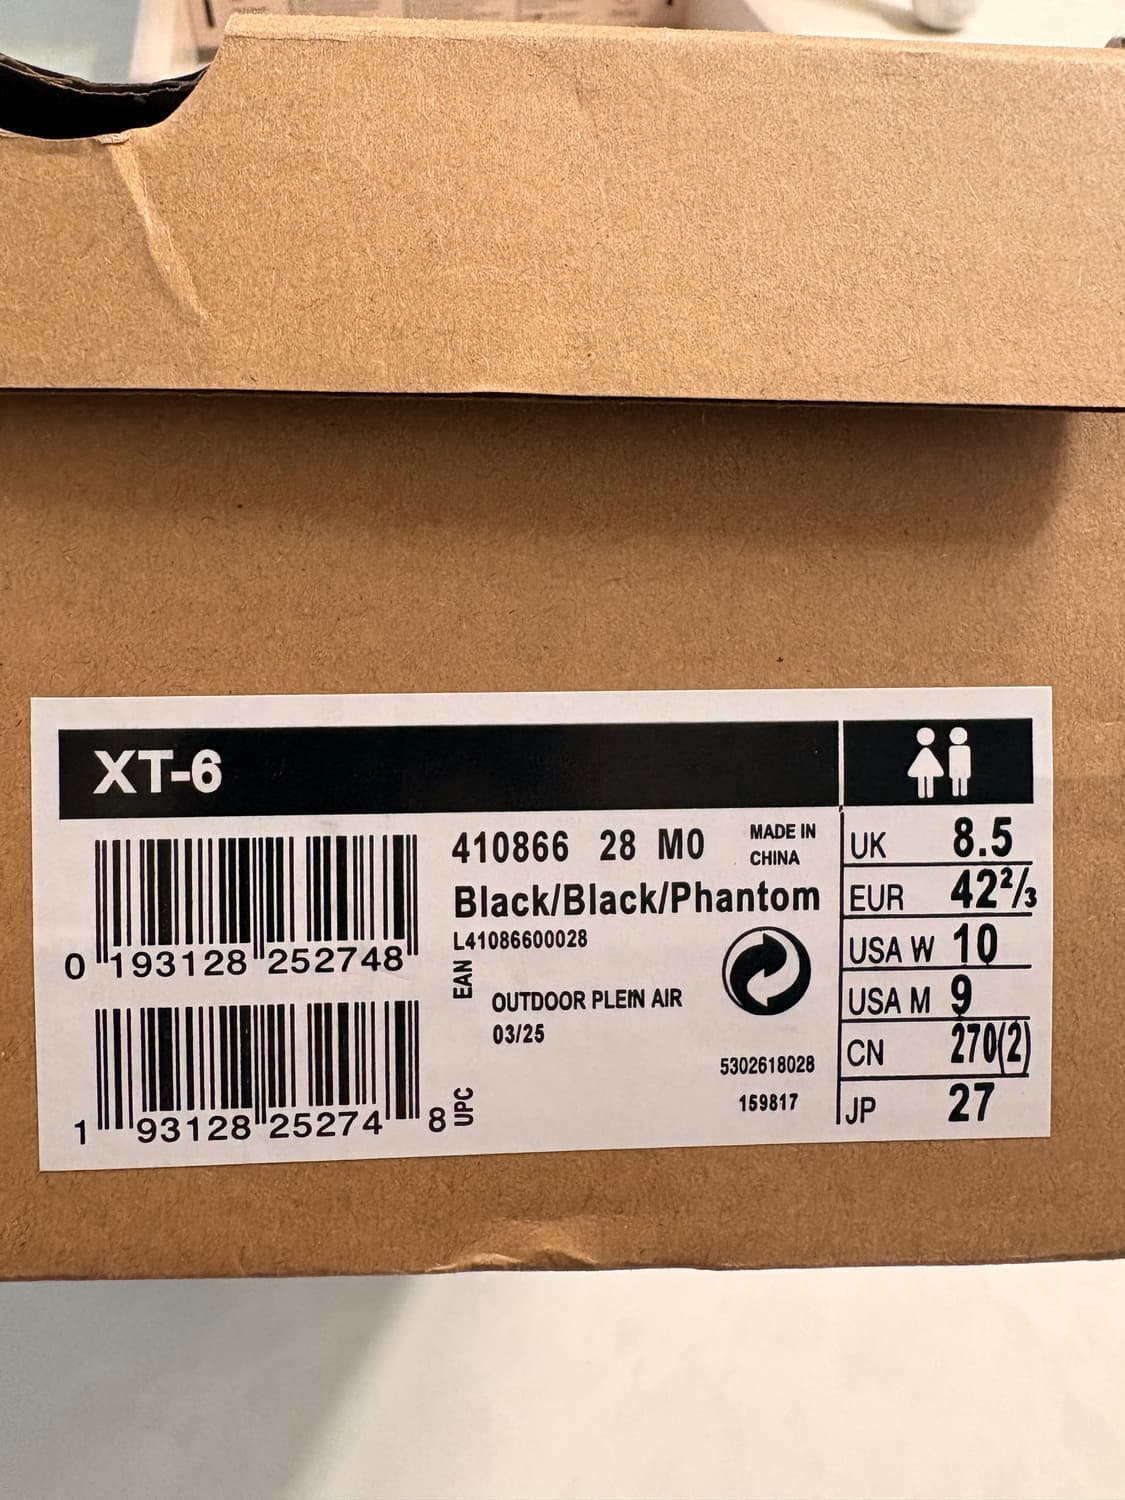 XT-6
410866 28 M0
MADE IN
CHINA
Black/Black/Phantom
L41086600028
0 193128 252748
EAN
OUTDOOR PLEIN AIR
03/25
5302618028
159817
1 93128 25274 8
UPC
UK 8.5
EUR 42⅔
USA W 10
USA M 9
CN 270(2)
JP 27